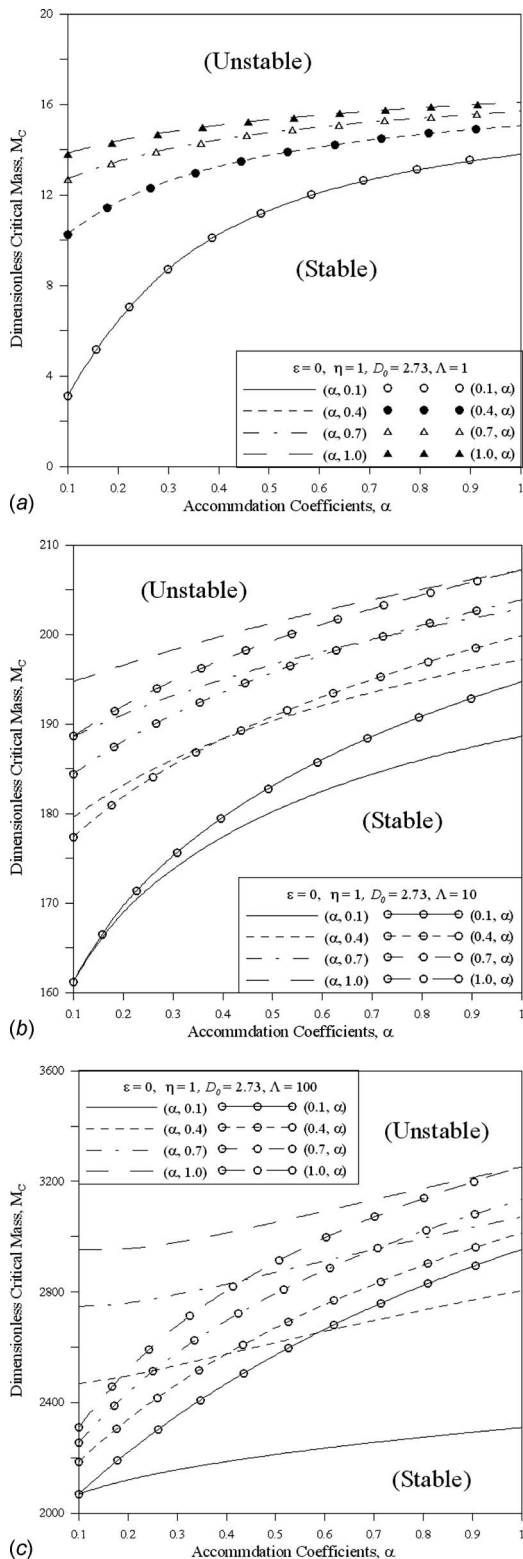 20
16
12
8
4
0
Dimensionless Critical Mass, M_C
(Unstable)
(Stable)
ε=0, η=1, D_0=2.73, Λ=1
(α, 0.1) (0.1, α)
(α, 0.4) (0.4, α)
(α, 0.7) (0.7, α)
(α, 1.0) (1.0, α)
0.1 0.2 0.3 0.4 0.5 0.6 0.7 0.8 0.9 1
Accommdation Coefficients, α
(a)
210
200
190
180
170
160
Dimensionless Critical Mass, M_C
(Unstable)
(Stable)
ε=0, η=1, D_0=2.73, Λ=10
(α, 0.1) (0.1, α)
(α, 0.4) (0.4, α)
(α, 0.7) (0.7, α)
(α, 1.0) (1.0, α)
0.1 0.2 0.3 0.4 0.5 0.6 0.7 0.8 0.9 1
Accommdation Coefficients, α
(b)
3600
3200
2800
2400
2000
Dimensionless Critical Mass, M_C
ε=0, η=1, D_0=2.73, Λ=100
(α, 0.1) (0.1, α)
(α, 0.4) (0.4, α)
(α, 0.7) (0.7, α)
(α, 1.0) (1.0, α)
(Unstable)
(Stable)
0.1 0.2 0.3 0.4 0.5 0.6 0.7 0.8 0.9 1
Accommdation Coefficients, α
(c)